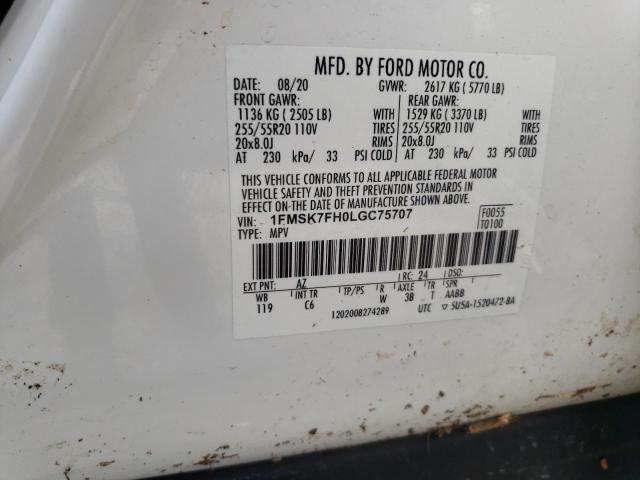 MFD. BY FORD MOTOR CO.
DATE: 08/20 GVWR: 2617 KG ( 5770 LB)
FRONT GAWR: REAR GAWR:
1136 KG ( 2505 LB) WITH 1529 KG ( 3370 LB) WITH
255/55R20 110V TIRES 255/55R20 110V TIRES
20x8.0J RIMS 20x8.0J RIMS
AT 230 kPa/ 33 PSI COLD AT 230 kPa/ 33 PSI COLD
THIS VEHICLE CONFORMS TO ALL APPLICABLE FEDERAL MOTOR
VEHICLE SAFETY AND THEFT PREVENTION STANDARDS IN
EFFECT ON THE DATE OF MANUFACTURE SHOWN ABOVE.
VIN: 1FMSK7FH0LGC75707 F0055
TYPE: MPV T0100
EXT PNT: AZ RC: 24 DSO:
WB INT TR TP/PS R AXLE TR SPR
119 C6 W 38 T AABB
1202008274289 UTC ▽ 5U5A-1520472-BA